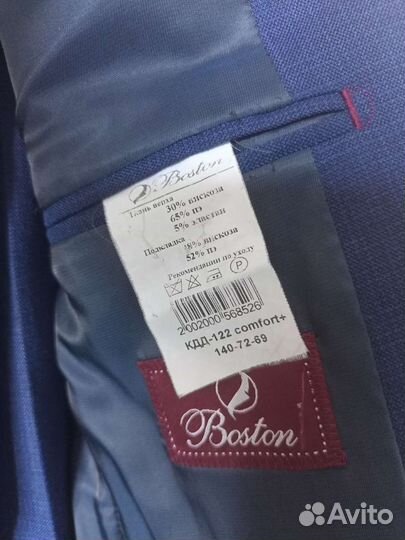 Boston
Ткань верха
30% вискоза
65% пэ
5% эластан
Подкладка 48% вискоза
52% пэ
Рекомендации по уходу
P
2002000568526
КДД-122 comfort+
140-72-69
Boston
Avito